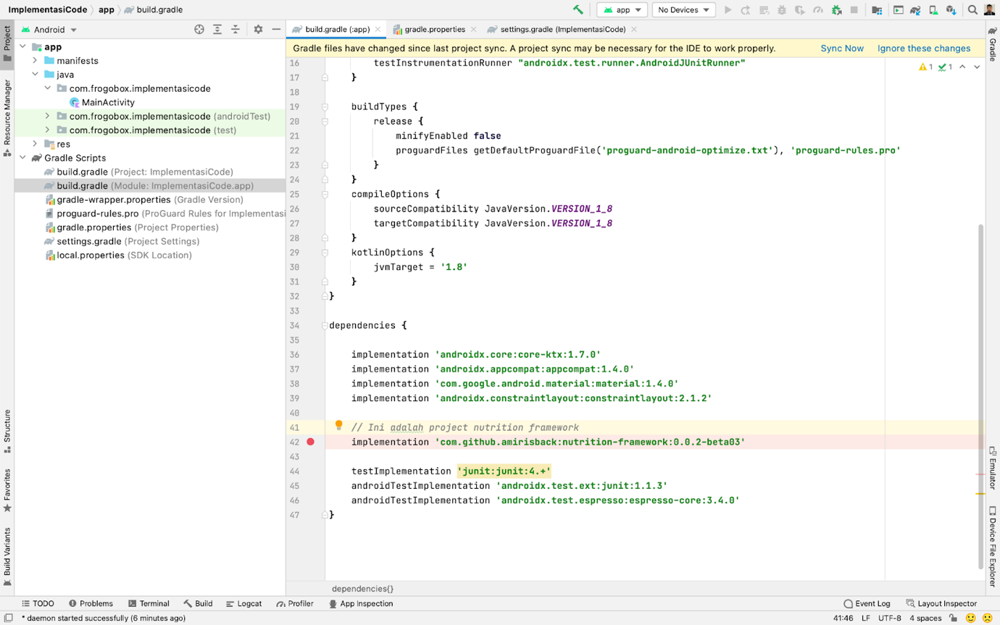 ImplementasiCode
app
build.gradle
app
No Devices
Project
Resource Manager
Structure
Favorites
Build Variants
Android
app
manifests
java
com.frogobox.implementasicode
MainActivity
com.frogobox.implementasicode (androidTest)
com.frogobox.implementasicode (test)
res
Gradle Scripts
build.gradle (Project: ImplementasiCode)
build.gradle (Module: ImplementasiCode.app)
gradle-wrapper.properties (Gradle Version)
proguard-rules.pro (ProGuard Rules for Implementasi
gradle.properties (Project Properties)
settings.gradle (Project Settings)
local.properties (SDK Location)
build.gradle (:app)
gradle.properties
settings.gradle (ImplementasiCode)
Gradle files have changed since last project sync. A project sync may be necessary for the IDE to work properly.
Sync Now
Ignore these changes
1
1
16 testInstrumentationRunner "androidx.test.runner.AndroidJUnitRunner"
17 }
18
19 buildTypes {
20 release {
21 minifyEnabled false
22 proguardFiles getDefaultProguardFile('proguard-android-optimize.txt'), 'proguard-rules.pro'
23 }
24 }
25 compileOptions {
26 sourceCompatibility JavaVersion.VERSION_1_8
27 targetCompatibility JavaVersion.VERSION_1_8
28 }
29 kotlinOptions {
30 jvmTarget = '1.8'
31 }
32 }
33
34 dependencies {
35
36 implementation 'androidx.core:core-ktx:1.7.0'
37 implementation 'androidx.appcompat:appcompat:1.4.0'
38 implementation 'com.google.android.material:material:1.4.0'
39 implementation 'androidx.constraintlayout:constraintlayout:2.1.2'
40
41 // Ini adalah project nutrition framework
42 implementation 'com.github.amirisback:nutrition-framework:0.0.2-beta03'
43
44 testImplementation 'junit:junit:4.+'
45 androidTestImplementation 'androidx.test.ext:junit:1.1.3'
46 androidTestImplementation 'androidx.test.espresso:espresso-core:3.4.0'
47 }
dependencies{}
Gradle
Emulator
Device File Explorer
TODO
Problems
Terminal
Build
Logcat
Profiler
App Inspection
Event Log
Layout Inspector
* daemon started successfully (6 minutes ago)
41:46
LF
UTF-8
4 spaces